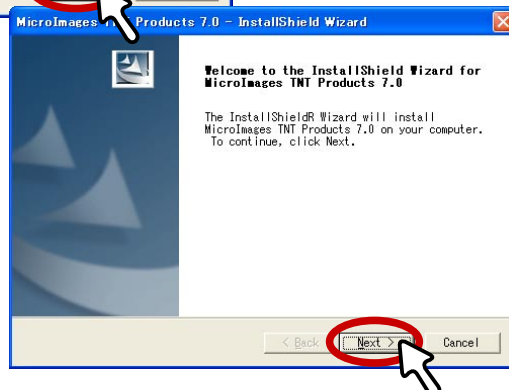 MicroImages TNT Products 7.0 - InstallShield Wizard
Welcome to the InstallShield Wizard for
MicroImages TNT Products 7.0
The InstallShieldR Wizard will install
MicroImages TNT Products 7.0 on your computer.
To continue, click Next.
< Back Next > Cancel